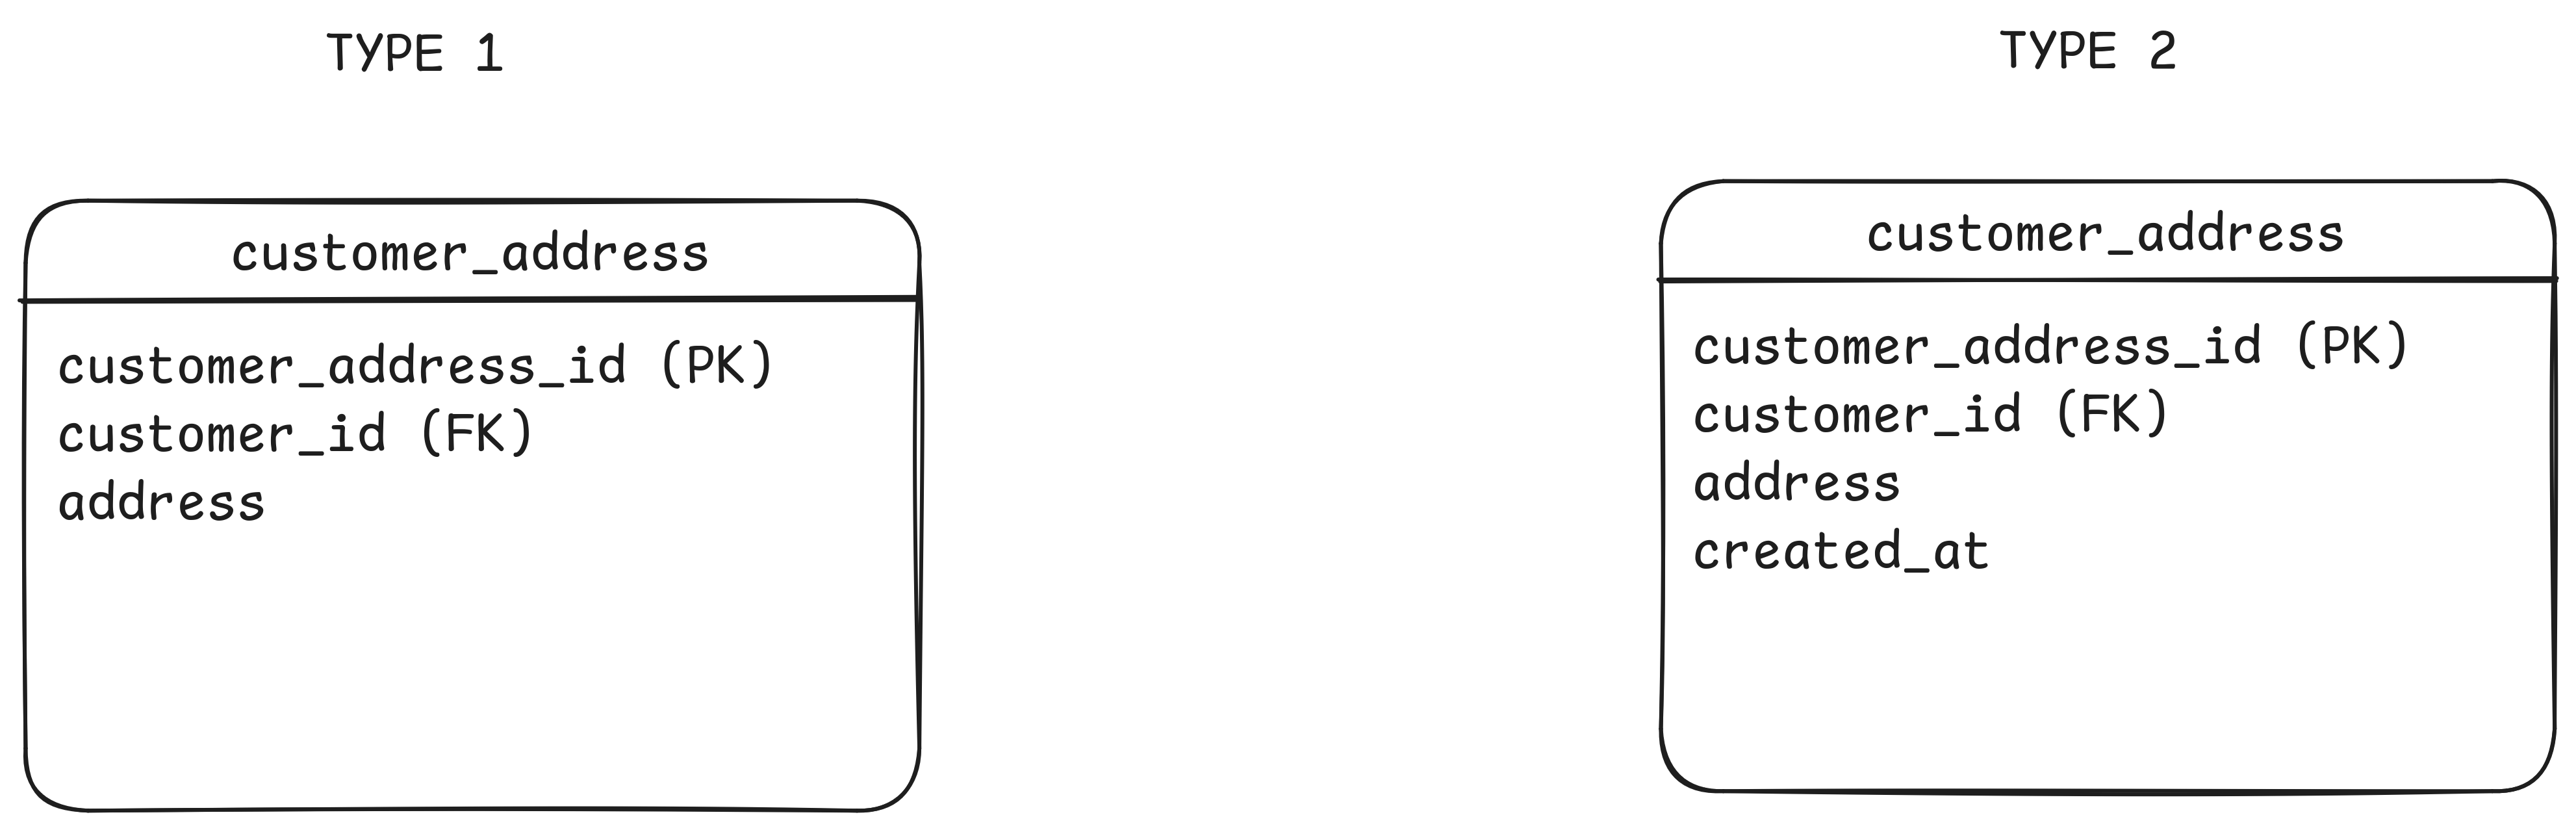 TYPE 1
customer_address
customer_address_id (PK)
customer_id (FK)
address
TYPE 2
customer_address
customer_address_id (PK)
customer_id (FK)
address
created_at